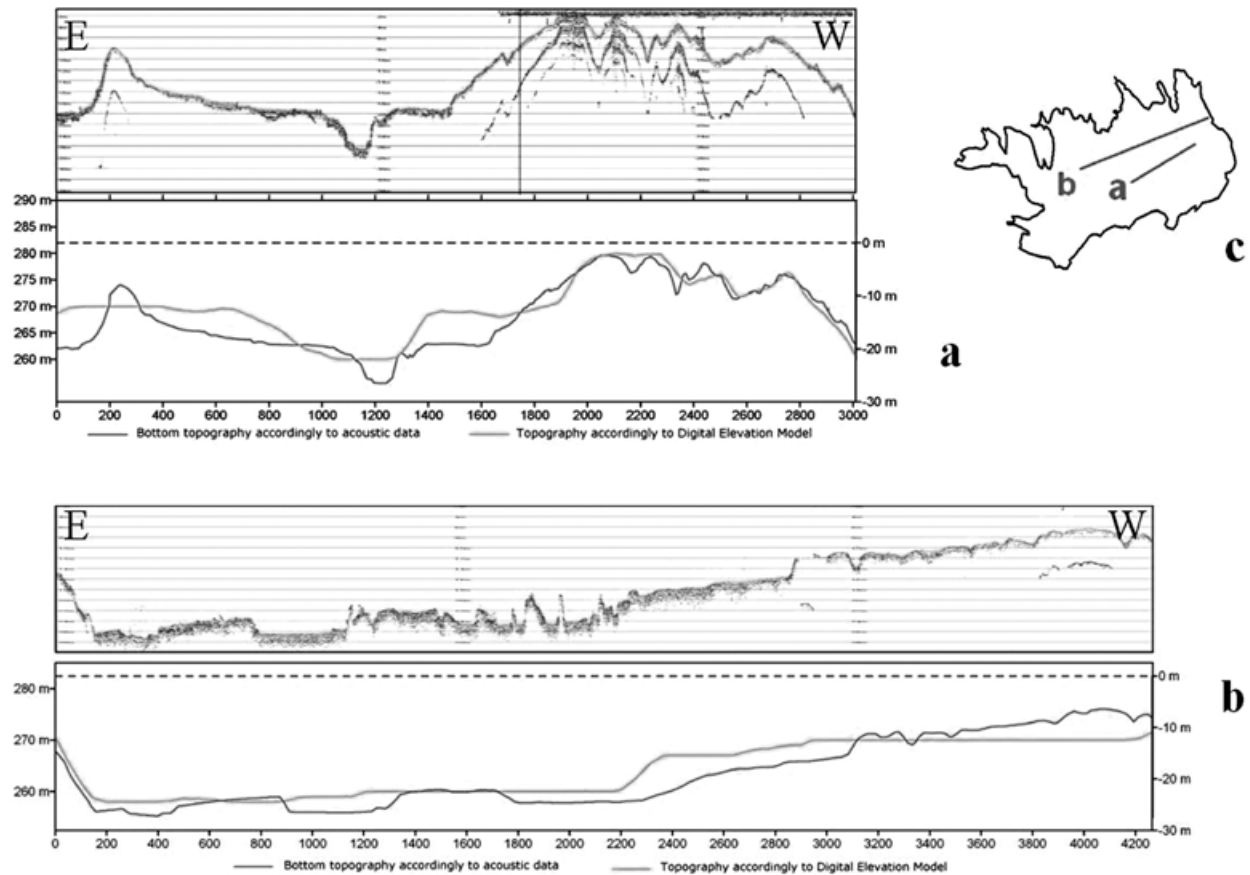 E W
290 m
285 m
280 m
275 m
270 m
265 m
260 m
0 m
-10 m
-20 m
-30 m
0 200 400 600 800 1000 1200 1400 1600 1800 2000 2200 2400 2600 2800 3000
Bottom topography accordingly to acoustic data Topography accordingly to Digital Elevation Model
a
b a
c
E W
280 m
270 m
260 m
0 m
-10 m
-20 m
-30 m
0 200 400 600 800 1000 1200 1400 1600 1800 2000 2200 2400 2600 2800 3000 3200 3400 3600 3800 4000 4200
Bottom topography accordingly to acoustic data Topography accordingly to Digital Elevation Model
b